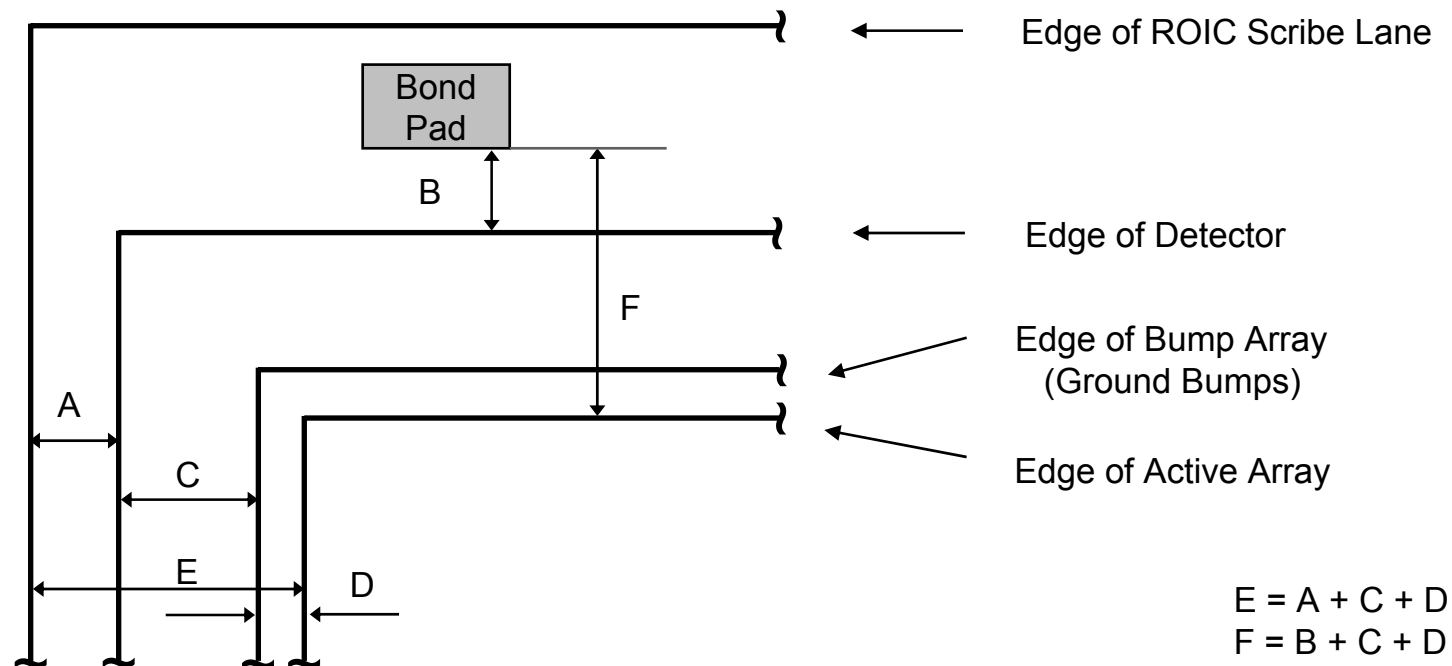 Edge of ROIC Scribe Lane
Bond
Pad
B
Edge of Detector
F
Edge of Bump Array
(Ground Bumps)
A
C
Edge of Active Array
E
D
E = A + C + D
F = B + C + D